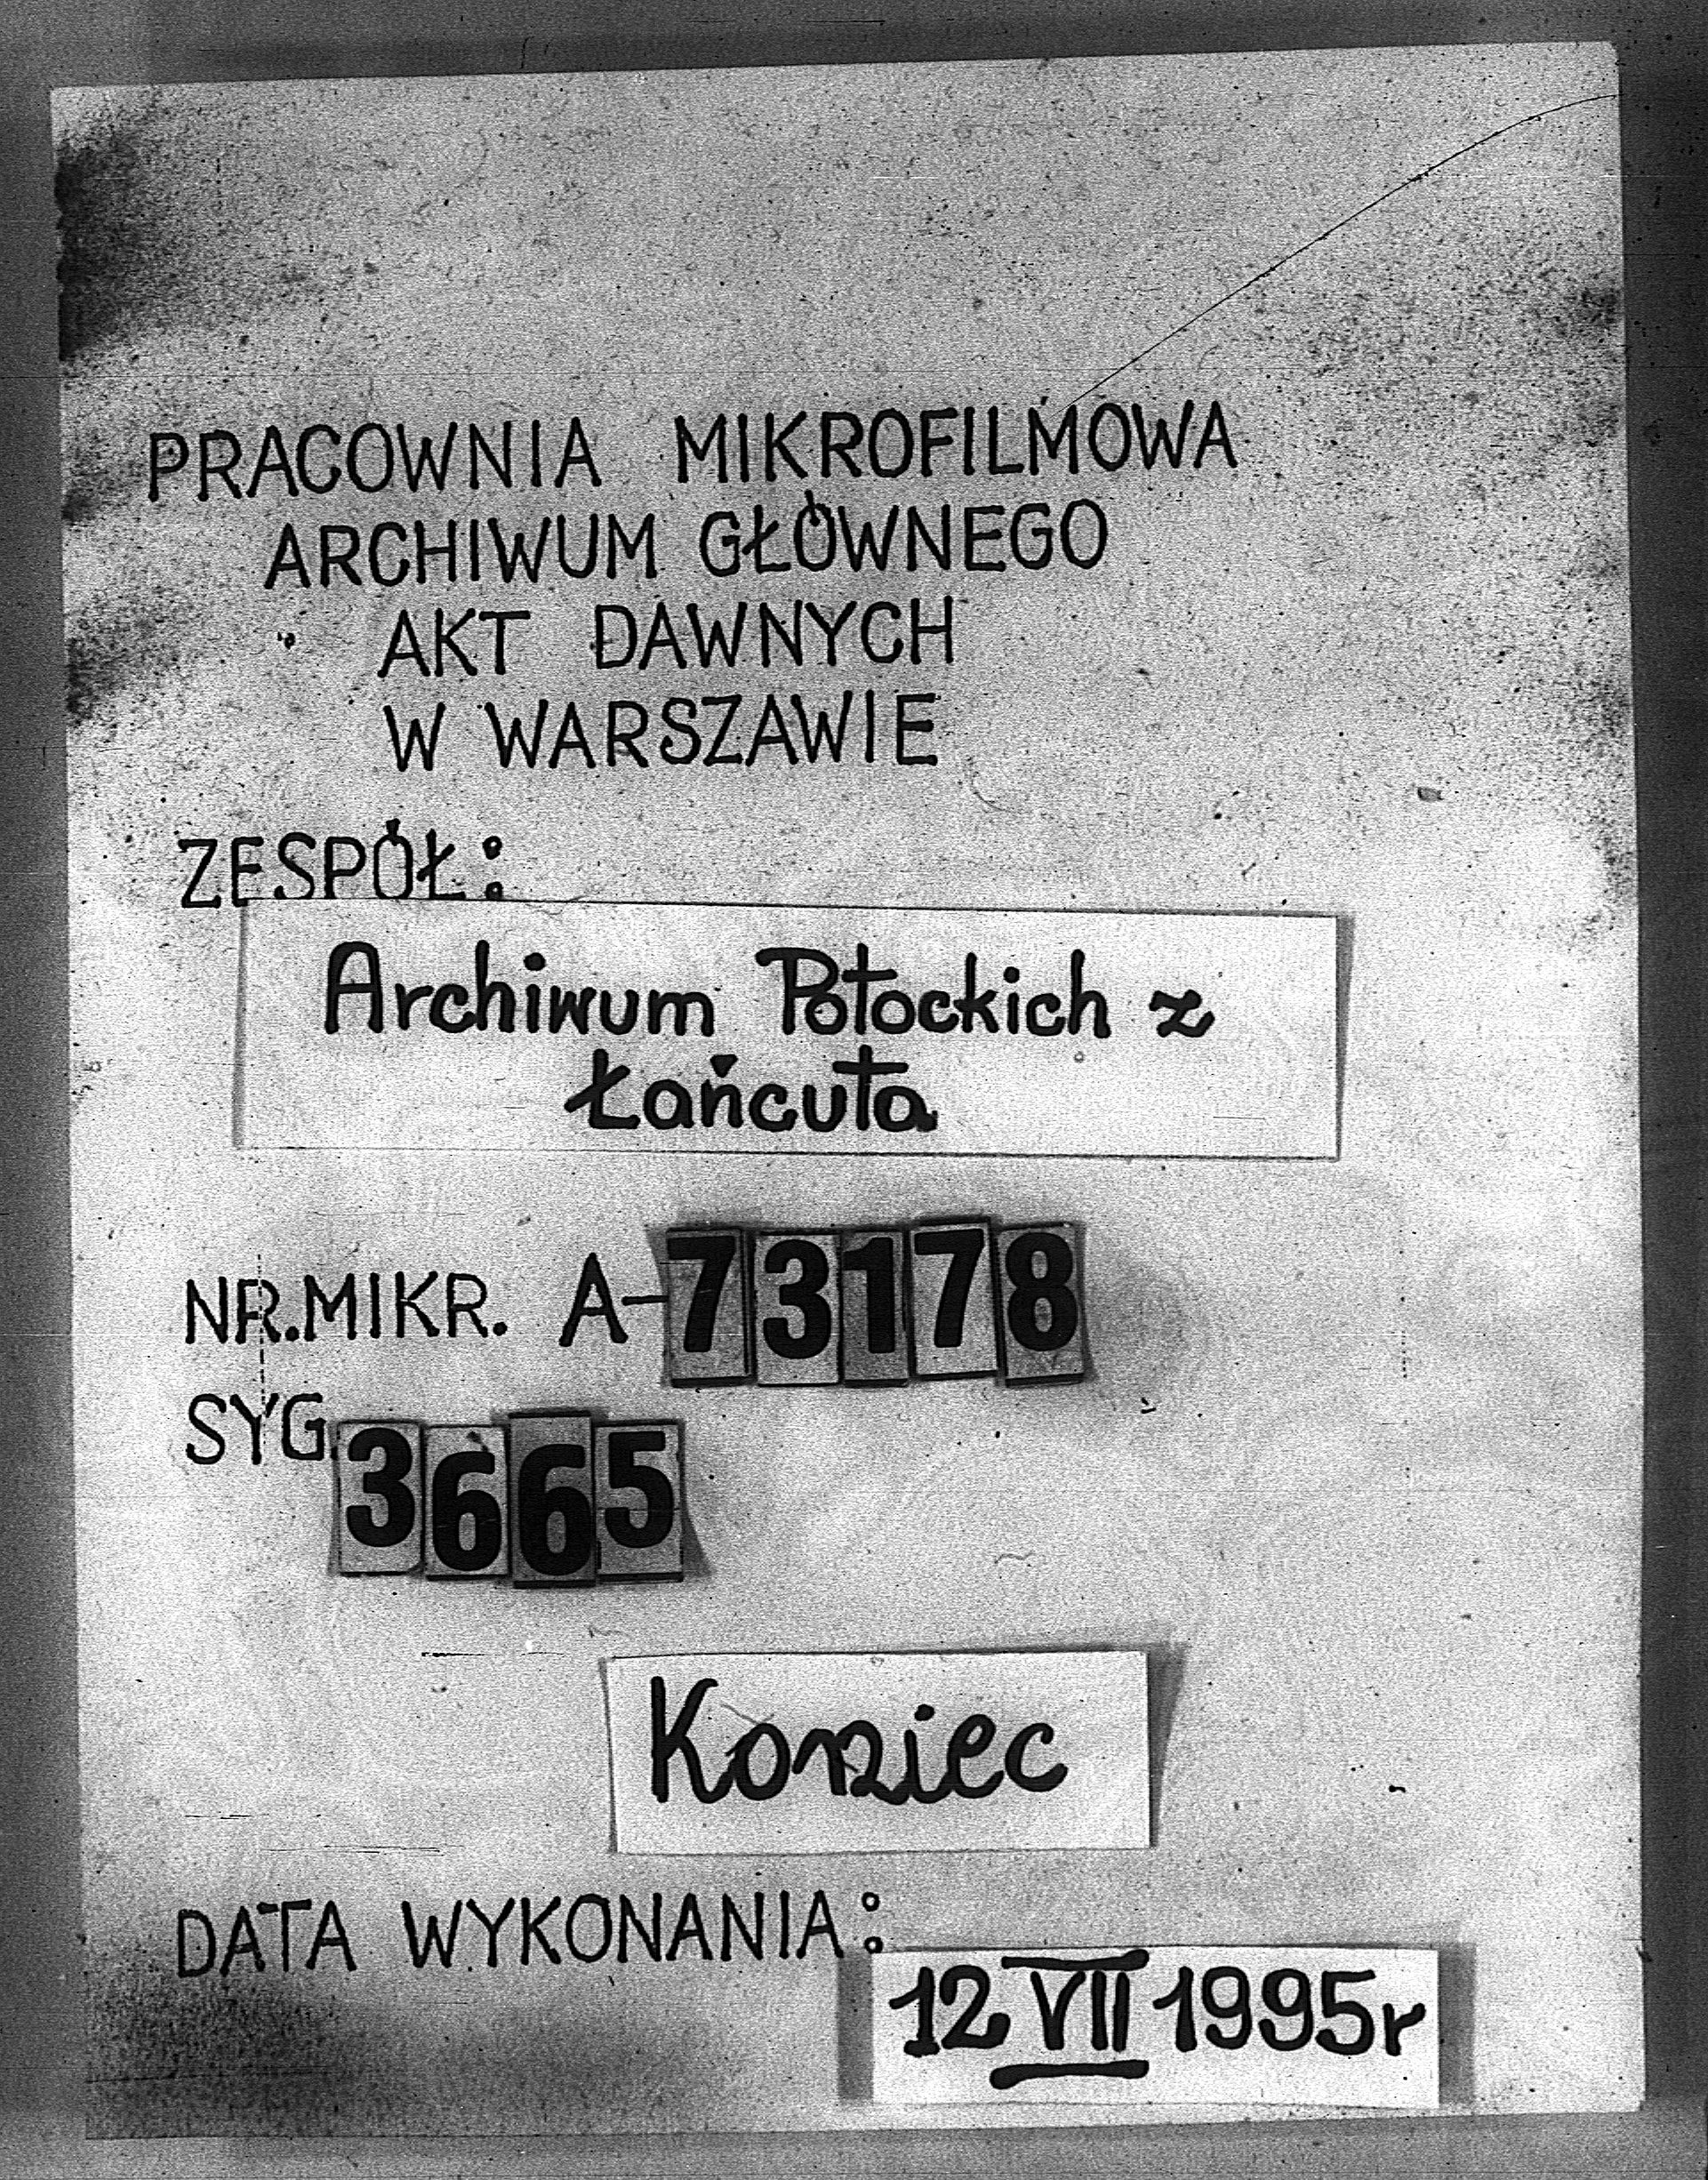 PRACOWNIA MIKROFILMOWA
ARCHIWUM GŁÓWNEGO
AKT DAWNYCH
W WARSZAWIE
ZESPÓŁ:
Archiwum Potockich z
Łańcuta
NR.MIKR. A-73178
SYG. 3665
Koniec
DATA WYKONANIA:
12 VII 1995r